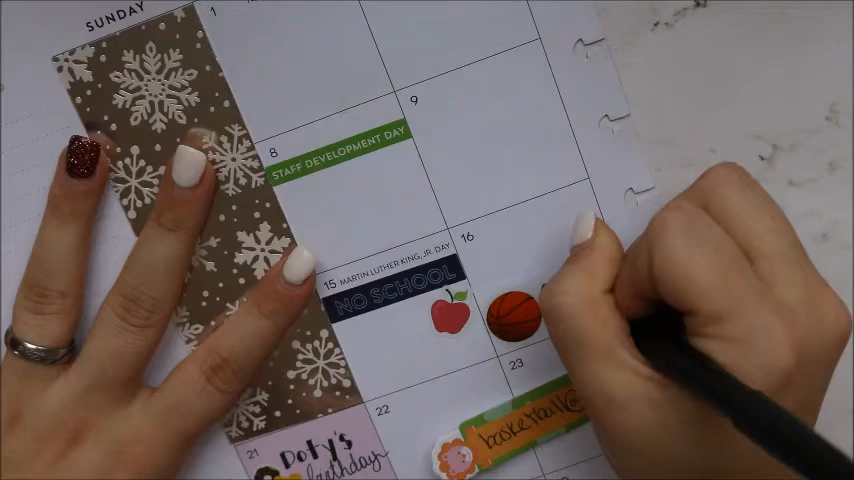 SUNDAY
1
8
STAFF DEVELOPMENT DAY
9
15 MARTIN LUTHER KING, JR. DAY
NO SCHOOL
16
21
DoTy's
birthday
22
23
basketball@